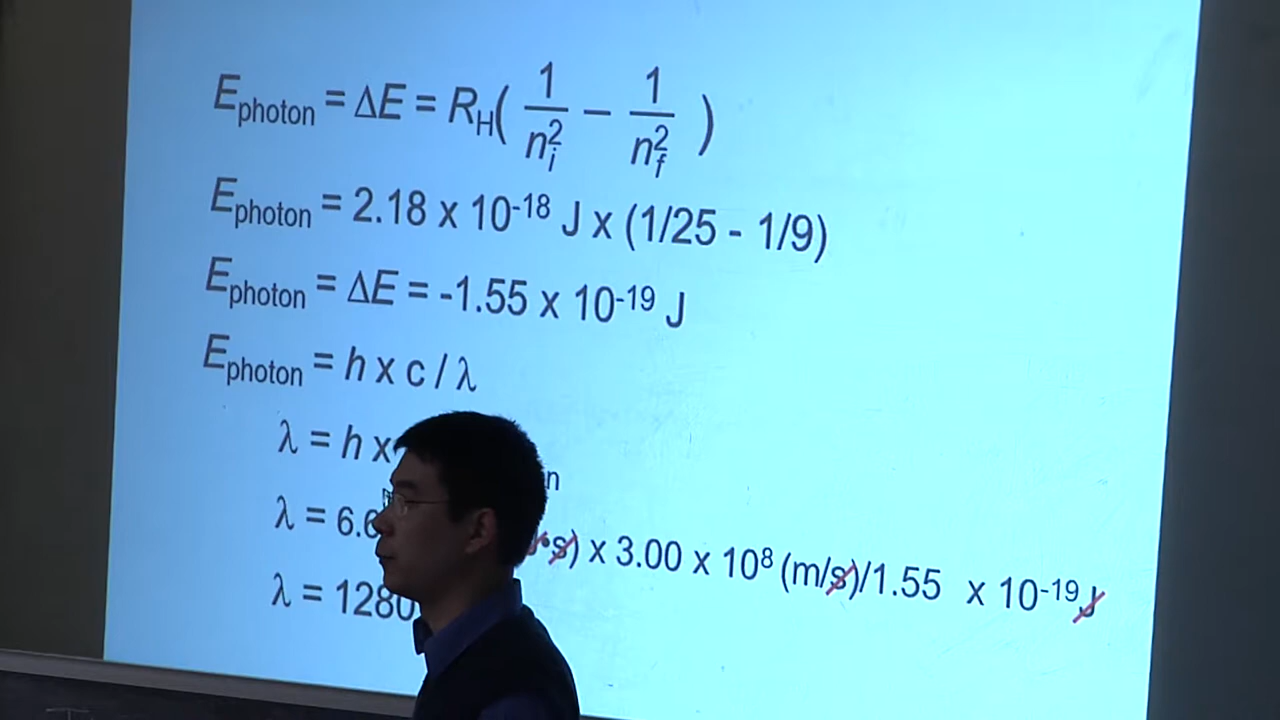 E_photon = ΔE = R_H( 1/n_i^2 − 1/n_f^2 )
E_photon = 2.18 x 10^-18 J x (1/25 - 1/9)
E_photon = ΔE = -1.55 x 10^-19 J
E_photon = h x c / λ
λ = h x n
λ = 6.6 •s) x 3.00 x 10^8 (m/s)/1.55 x 10^-19 J
λ = 1280